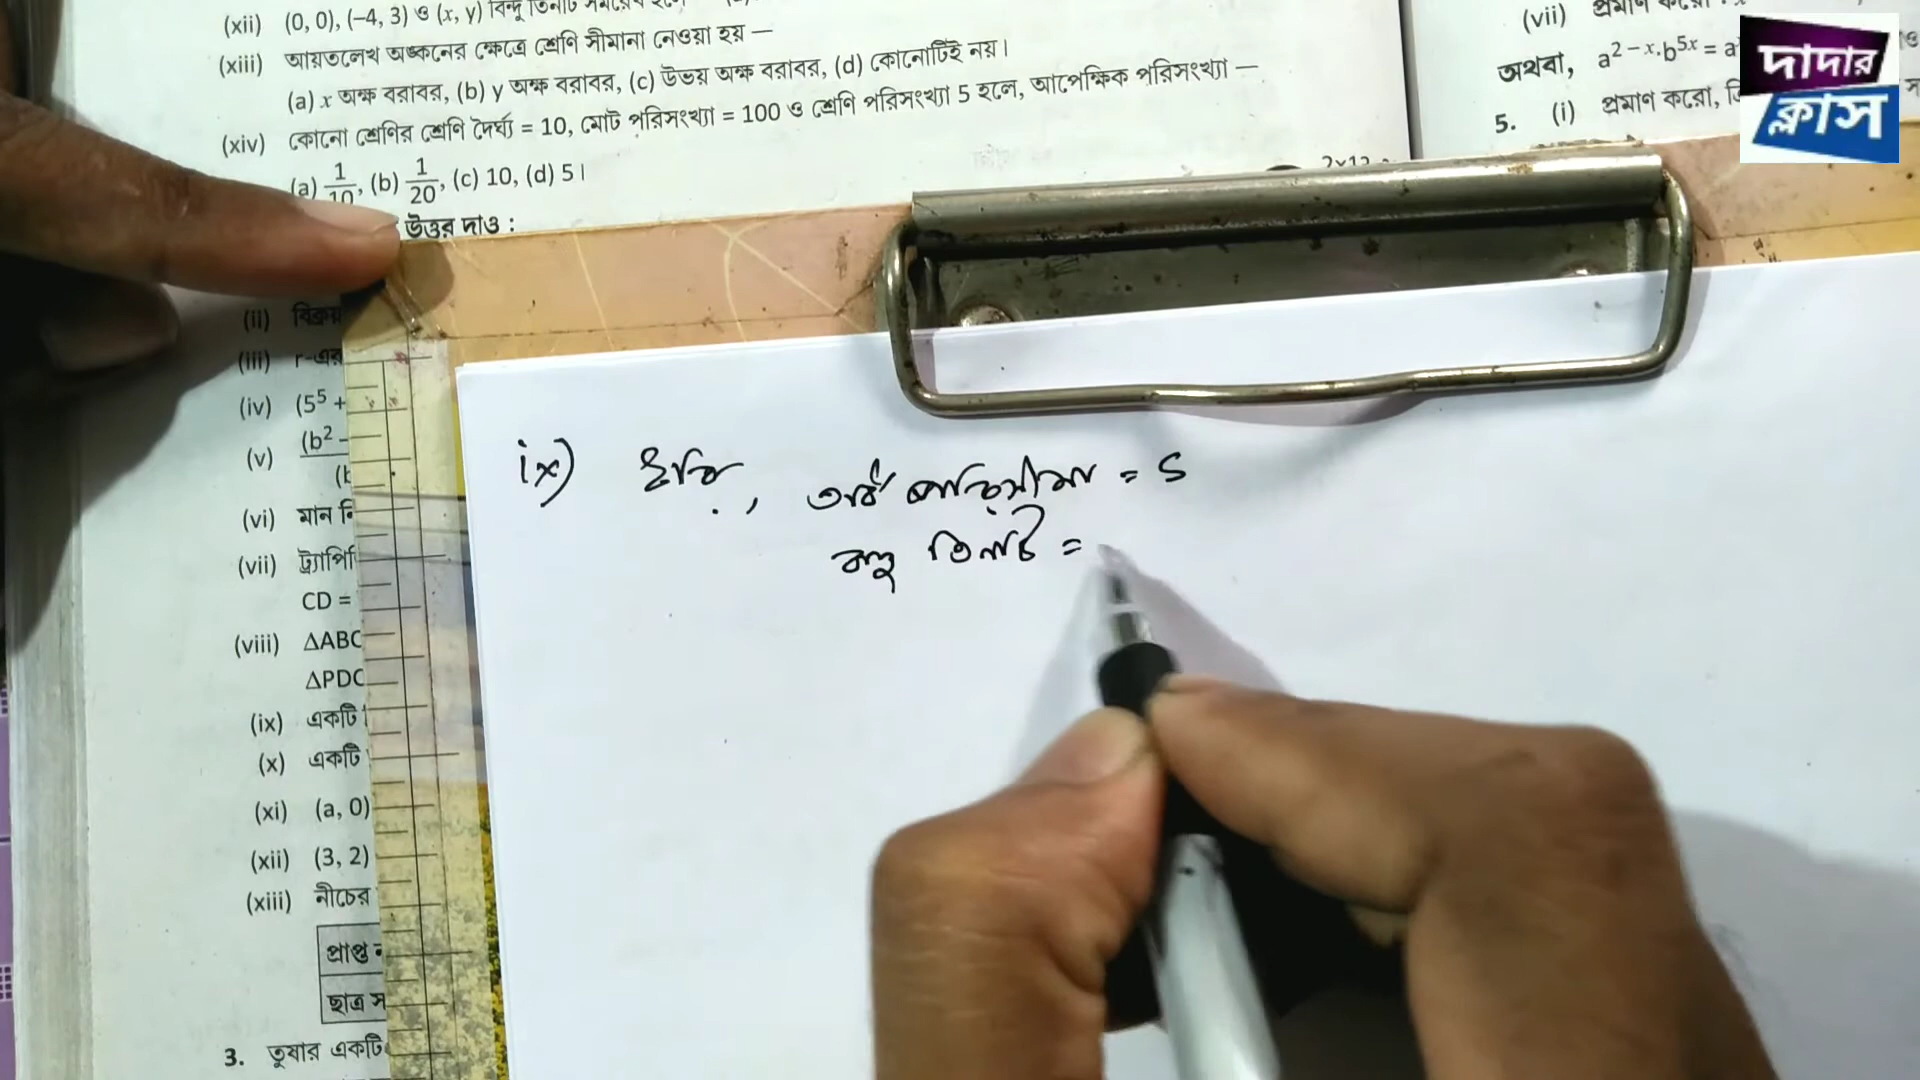 (xii) (0, 0), (–4, 3) ও (x, y) বিন্দু তিনটি সমরেখ হলে
(xiii) আয়তলেখ অঙ্কনের ক্ষেত্রে শ্রেণি সীমানা নেওয়া হয় —
(a) x অক্ষ বরাবর, (b) y অক্ষ বরাবর, (c) উভয় অক্ষ বরাবর, (d) কোনোটিই নয়।
(xiv) কোনো শ্রেণির শ্রেণি দৈর্ঘ্য = 10, মোট পরিসংখ্যা = 100 ও শ্রেণি পরিসংখ্যা 5 হলে, আপেক্ষিক পরিসংখ্যা —
(a) 1/10, (b) 1/20, (c) 10, (d) 5।
উত্তর দাও :
(ii) বিক্রয়
(iii) r-এর
(iv) (5⁵ +
(v) (b² –
(vi) মান নি
(vii) ট্র্যাপিি
CD =
(viii) ΔABC
ΔPDC
(ix) একটি
(x) একটি
(xi) (a, 0)
(xii) (3, 2)
(xiii) নীচের
প্রাপ্ত
ছাত্র
3. তুষার একটি
(vii) প্রমাণ করো
অথবা, a²⁻ˣ.b⁵ˣ = a
5. (i) প্রমাণ করো,
দাদার
ক্লাস
ix) ধরি, অর্ধ পরিসীমা = S
বাহু তিনটি =